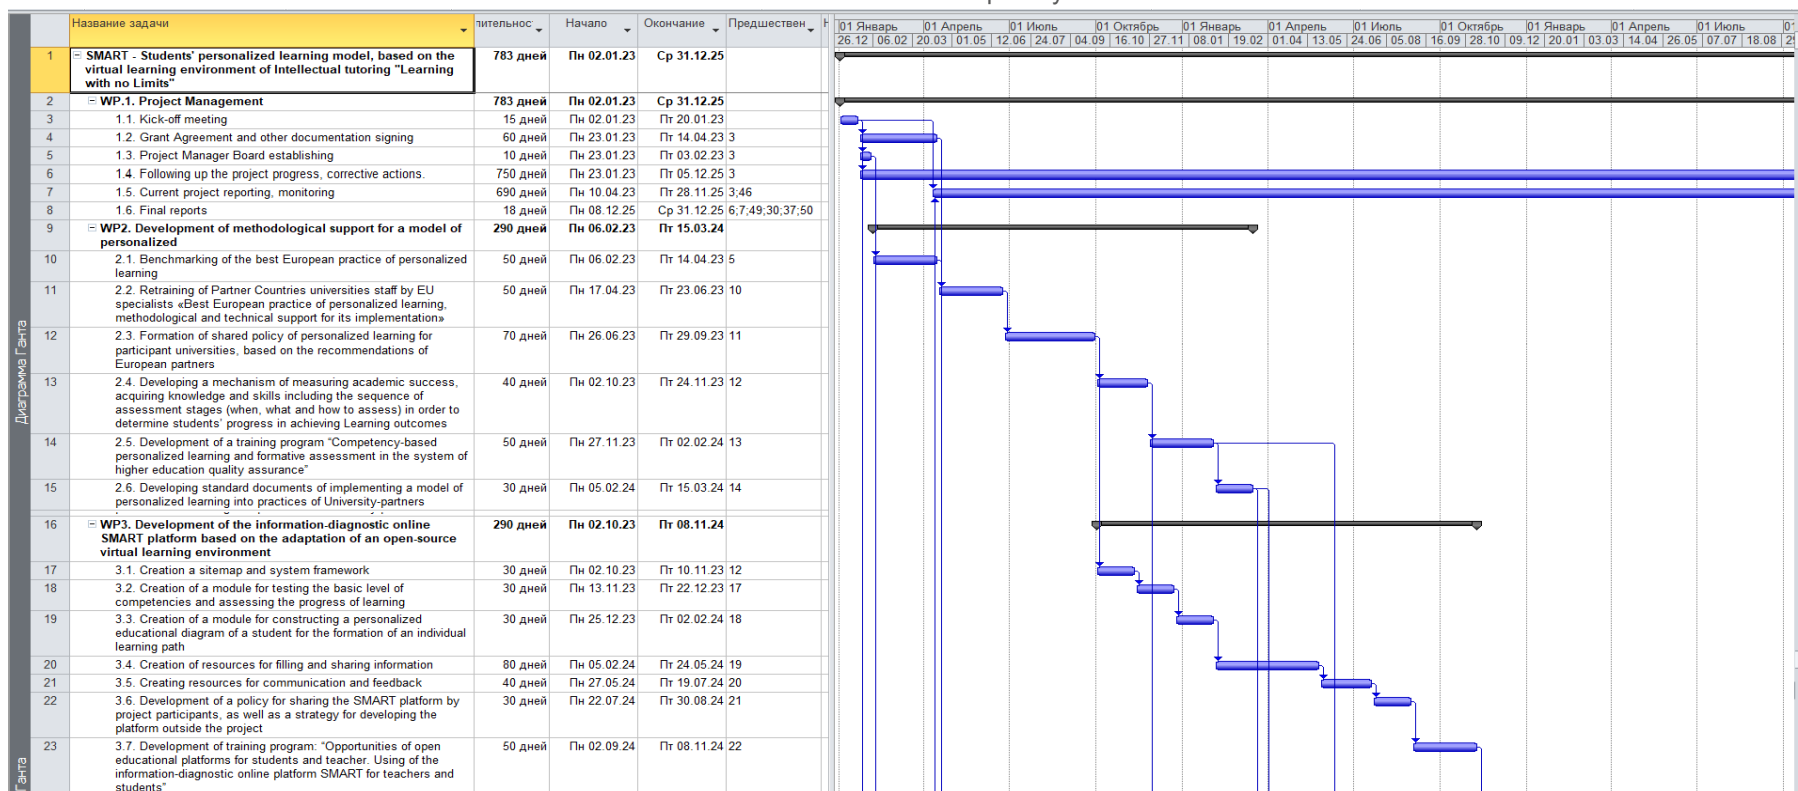 Название задачи
Начало
Окончание
Предшествен
01 Январь 01 Апрель 01 Июль 01 Октябрь 01 Январь 01 Апрель 01 Июль 01 Октябрь 01 Январь 01 Апрель 01 Июль
26.12 06.02 20.03 01.05 12.06 24.07 04.09 16.10 27.11 08.01 19.02 01.04 13.05 24.06 05.08 16.09 28.10 09.12 20.01 03.03 14.04 26.05 07.07 18.08
1 SMART - Students' personalized learning model, based on the 783 дней Пн 02.01.23 Ср 31.12.25
virtual learning environment of Intellectual tutoring "Learning
with no Limits"
2 WP.1. Project Management 783 дней Пн 02.01.23 Ср 31.12.25
3 1.1. Kick-off meeting 15 дней Пн 02.01.23 Пт 20.01.23
4 1.2. Grant Agreement and other documentation signing 60 дней Пн 23.01.23 Пт 14.04.23 3
5 1.3. Project Manager Board establishing 10 дней Пн 23.01.23 Пт 03.02.23 3
6 1.4. Following up the project progress, corrective actions. 750 дней Пн 23.01.23 Пт 05.12.25 3
7 1.5. Current project reporting, monitoring 690 дней Пн 10.04.23 Пт 28.11.25 3;46
8 1.6. Final reports 18 дней Пн 08.12.25 Ср 31.12.25 6;7;49;30;37;50
9 WP2. Development of methodological support for a model of 290 дней Пн 06.02.23 Пт 15.03.24
personalized
10 2.1. Benchmarking of the best European practice of personalized 50 дней Пн 06.02.23 Пт 14.04.23 5
learning
11 2.2. Retraining of Partner Countries universities staff by EU 50 дней Пн 17.04.23 Пт 23.06.23 10
specialists «Best European practice of personalized learning,
methodological and technical support for its implementation»
12 2.3. Formation of shared policy of personalized learning for 70 дней Пн 26.06.23 Пт 29.09.23 11
participant universities, based on the recommendations of
European partners
13 2.4. Developing a mechanism of measuring academic success, 40 дней Пн 02.10.23 Пт 24.11.23 12
acquiring knowledge and skills including the sequence of
assessment stages (when, what and how to assess) in order to
determine students' progress in achieving Learning outcomes
14 2.5. Development of a training program “Competency-based 50 дней Пн 27.11.23 Пт 02.02.24 13
personalized learning and formative assessment in the system of
higher education quality assurance”
15 2.6. Developing standard documents of implementing a model of 30 дней Пн 05.02.24 Пт 15.03.24 14
personalized learning into practices of University-partners
16 WP3. Development of the information-diagnostic online 290 дней Пн 02.10.23 Пт 08.11.24
SMART platform based on the adaptation of an open-source
virtual learning environment
17 3.1. Creation a sitemap and system framework 30 дней Пн 02.10.23 Пт 10.11.23 12
18 3.2. Creation of a module for testing the basic level of 30 дней Пн 13.11.23 Пт 22.12.23 17
competencies and assessing the progress of learning
19 3.3. Creation of a module for constructing a personalized 30 дней Пн 25.12.23 Пт 02.02.24 18
educational diagram of a student for the formation of an individual
learning path
20 3.4. Creation of resources for filling and sharing information 80 дней Пн 05.02.24 Пт 24.05.24 19
21 3.5. Creating resources for communication and feedback 40 дней Пн 27.05.24 Пт 19.07.24 20
22 3.6. Development of a policy for sharing the SMART platform by 30 дней Пн 22.07.24 Пт 30.08.24 21
project participants, as well as a strategy for developing the
platform outside the project
23 3.7. Development of training program: “Opportunities of open 50 дней Пн 02.09.24 Пт 08.11.24 22
educational platforms for students and teacher. Using of the
information-diagnostic online platform SMART for teachers and
students”
Диаграмма Ганта
Ганта